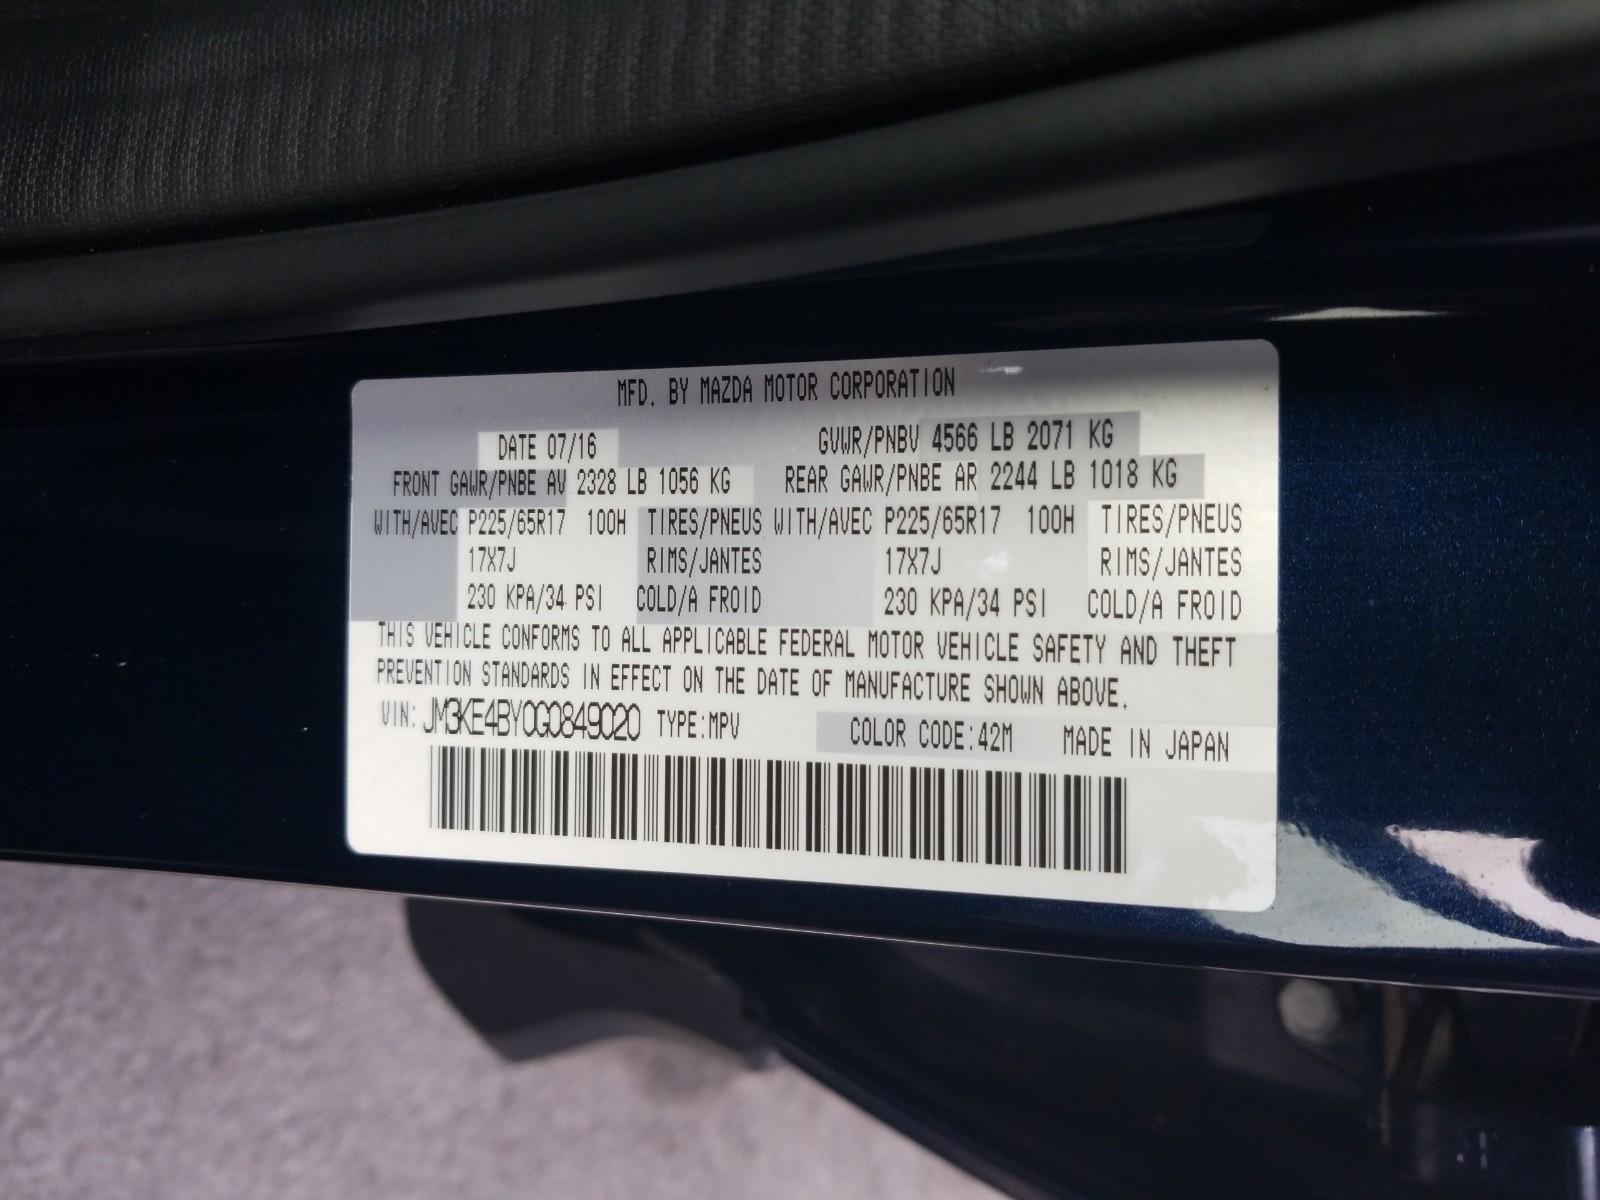 MFD. BY MAZDA MOTOR CORPORATION
DATE 07/16 GVWR/PNBV 4566 LB 2071 KG
FRONT GAWR/PNBE AV 2328 LB 1056 KG REAR GAWR/PNBE AR 2244 LB 1018 KG
WITH/AVEC P225/65R17 100H TIRES/PNEUS WITH/AVEC P225/65R17 100H TIRES/PNEUS
17X7J RIMS/JANTES 17X7J RIMS/JANTES
230 KPA/34 PSI COLD/A FROID 230 KPA/34 PSI COLD/A FROID
THIS VEHICLE CONFORMS TO ALL APPLICABLE FEDERAL MOTOR VEHICLE SAFETY AND THEFT
PREVENTION STANDARDS IN EFFECT ON THE DATE OF MANUFACTURE SHOWN ABOVE.
VIN: JM3KE4BY0G0849020 TYPE:MPV COLOR CODE:42M MADE IN JAPAN